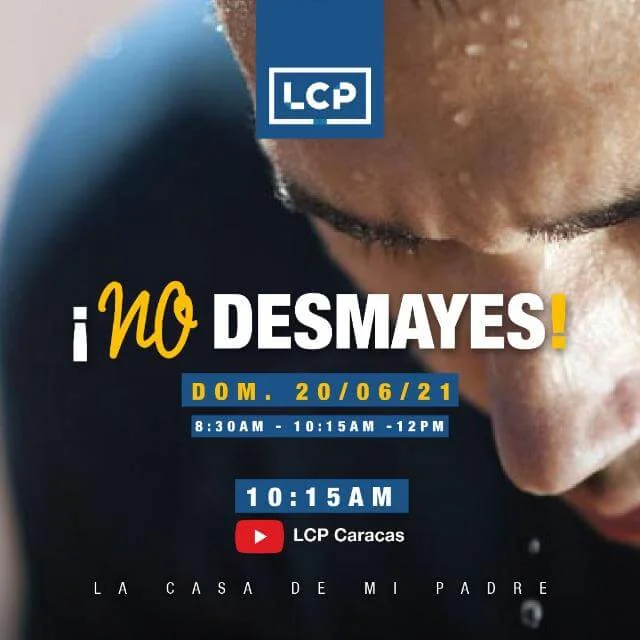 LCP
¡NO DESMAYES!
DOM. 20/06/21
8:30AM - 10:15AM -12PM
10:15AM
LCP Caracas
LA CASA DE MI PADRE